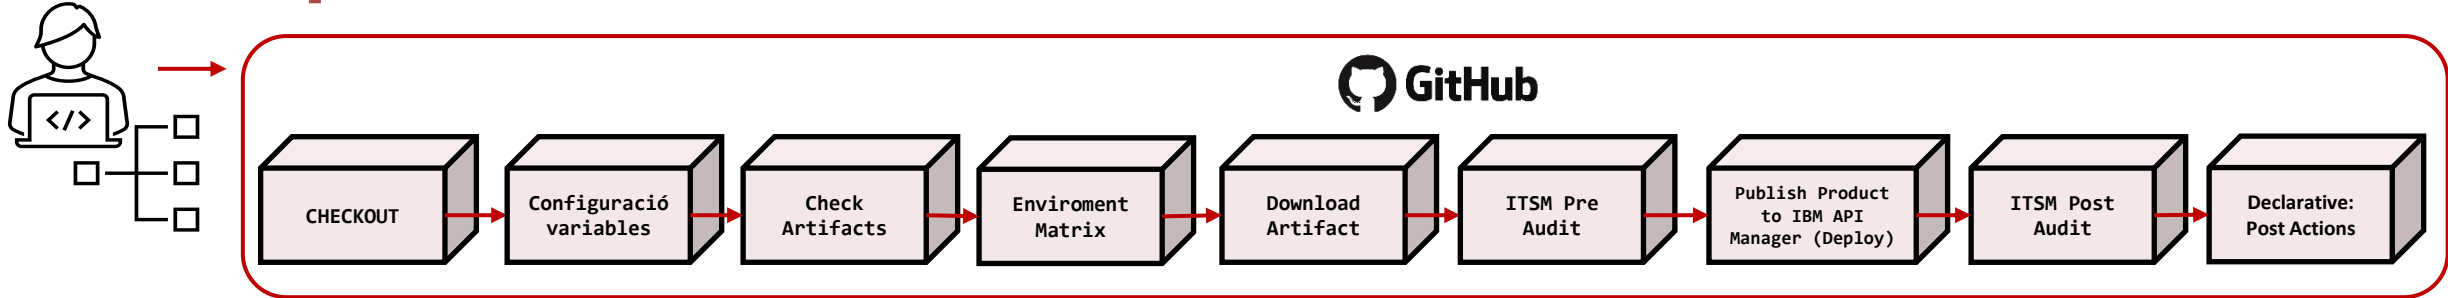 GitHub
</>
CHECKOUT
Configuració
variables
Check
Artifacts
Enviroment
Matrix
Download
Artifact
ITSM Pre
Audit
Publish Product
to IBM API
Manager (Deploy)
ITSM Post
Audit
Declarative:
Post Actions